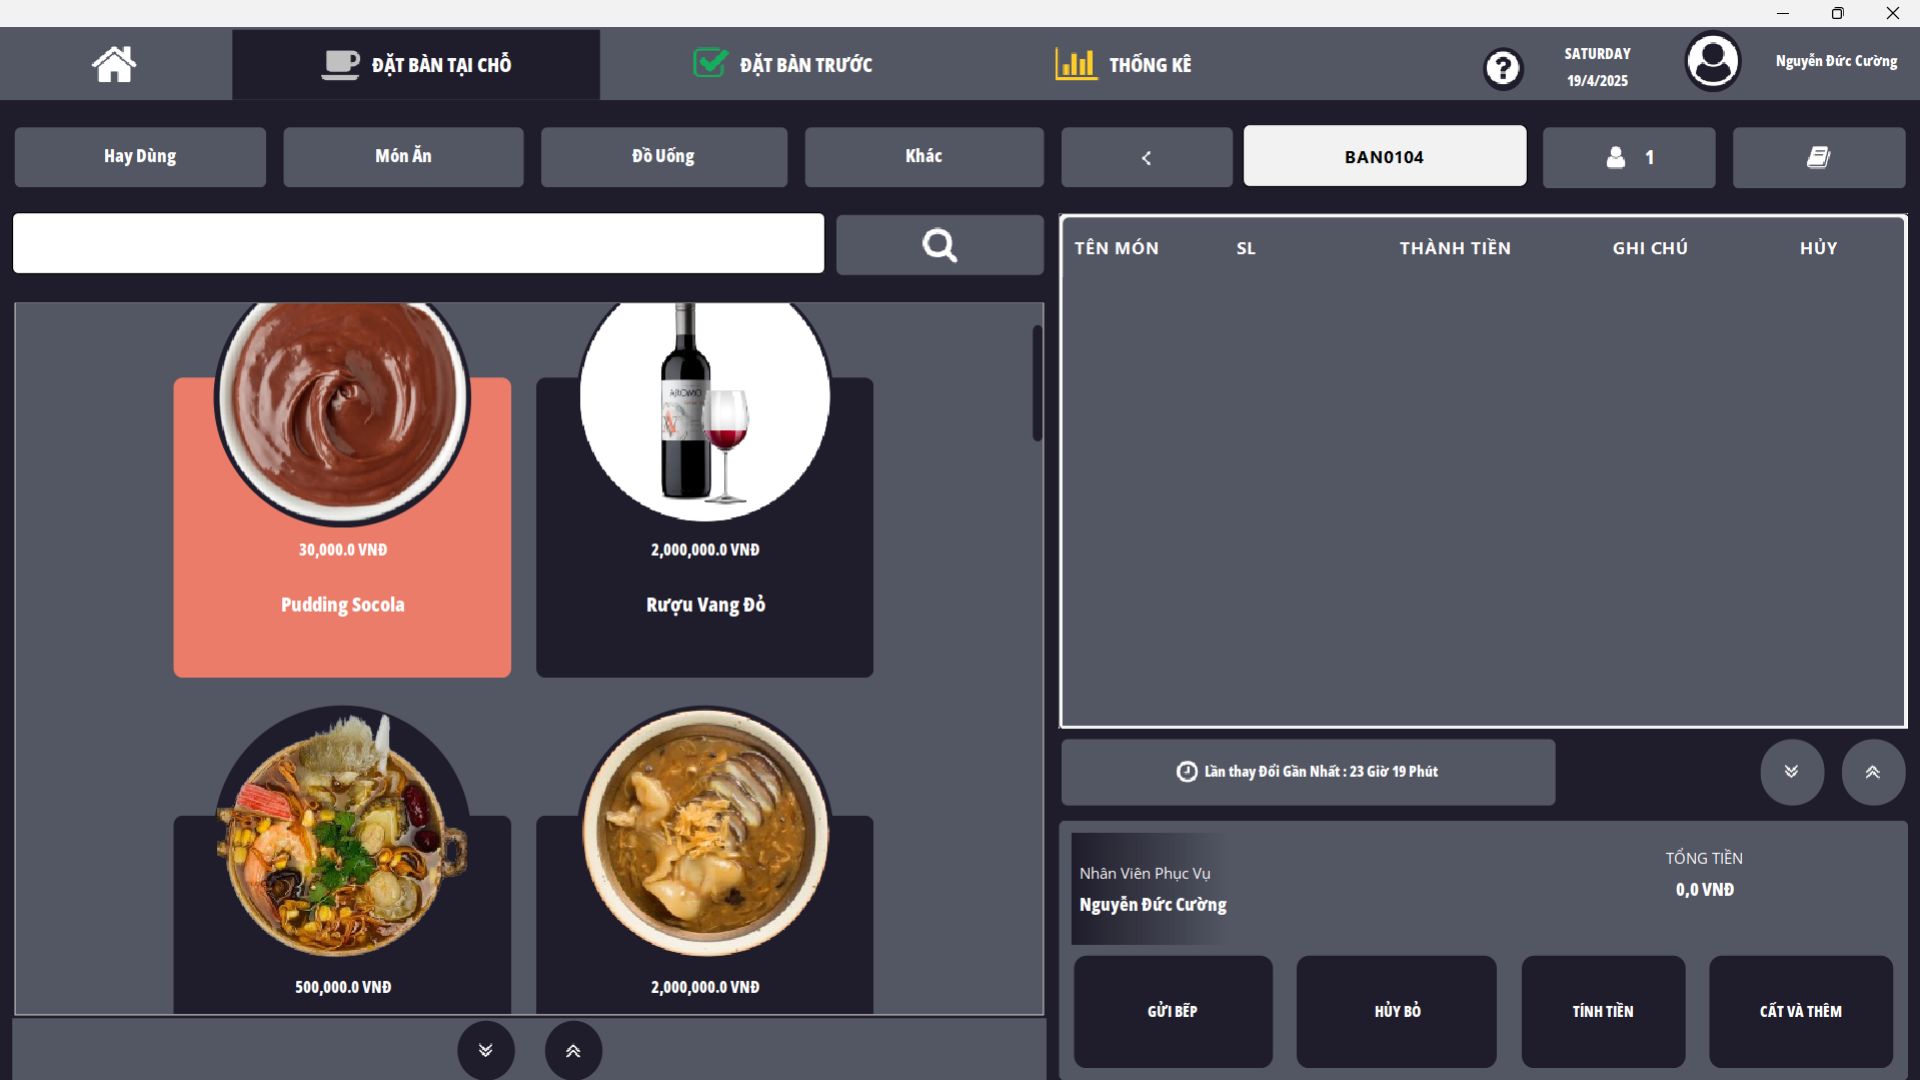 ĐẶT BÀN TẠI CHỖ
ĐẶT BÀN TRƯỚC
THỐNG KÊ
?
SATURDAY
19/4/2025
Nguyễn Đức Cường
Hay Dùng
Món Ăn
Đồ Uống
Khác
<
BAN0104
1
TÊN MÓN SL THÀNH TIỀN GHI CHÚ HỦY
AROMO
30,000.0 VNĐ
Pudding Socola
2,000,000.0 VNĐ
Rượu Vang Đỏ
500,000.0 VNĐ
2,000,000.0 VNĐ
Lần thay Đổi Gần Nhất : 23 Giờ 19 Phút
Nhân Viên Phục Vụ
Nguyễn Đức Cường
TỔNG TIỀN
0,0 VNĐ
GỬI BẾP
HỦY BỎ
TÍNH TIỀN
CẤT VÀ THÊM